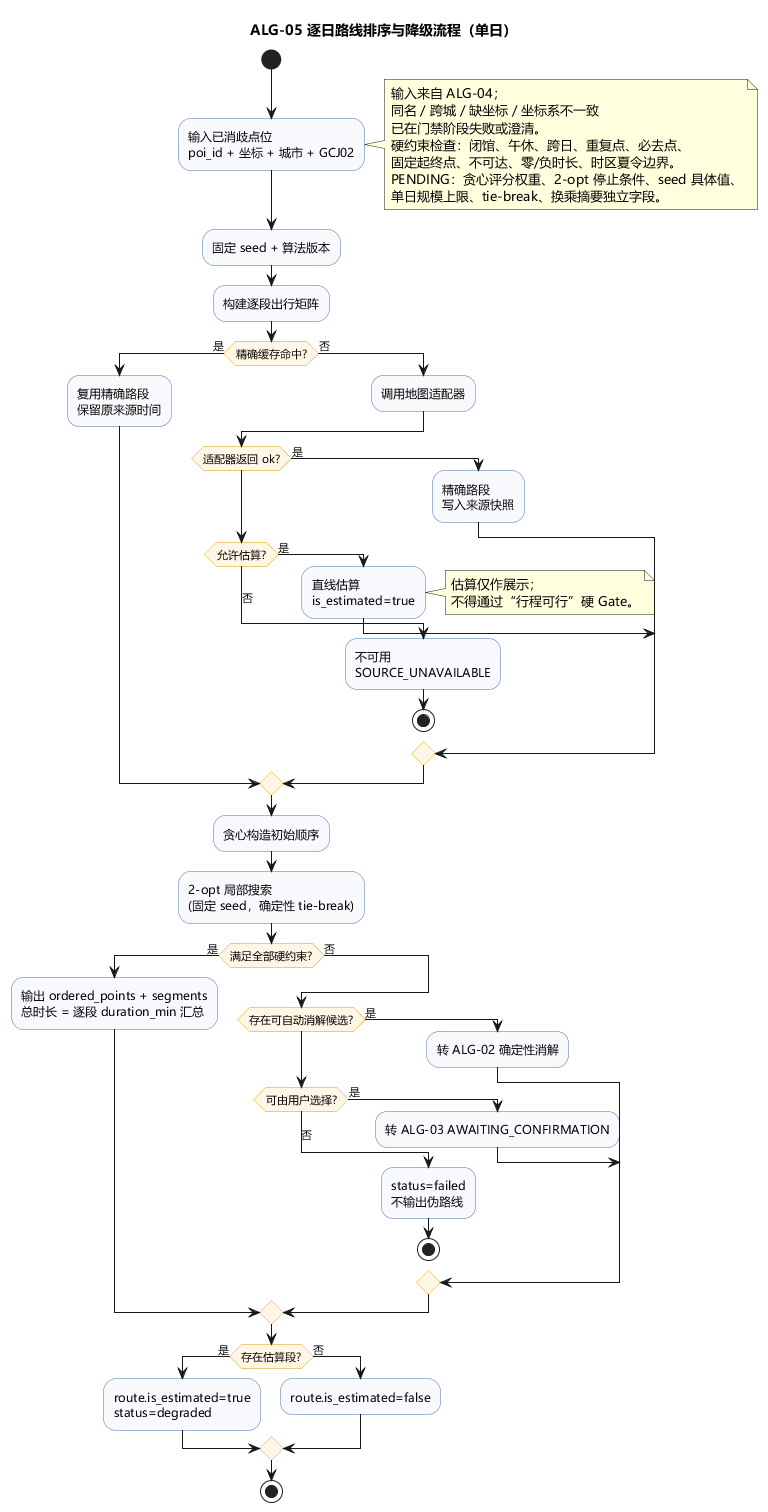 ALG-05 逐日路线排序与降级流程（单日）
输入已消歧点位
poi_id + 坐标 + 城市 + GCJ02
输入来自 ALG-04；
同名 / 跨城 / 缺坐标 / 坐标系不一致
已在门禁阶段失败或澄清。
硬约束检查：闭馆、午休、跨日、重复点、必去点、
固定起终点、不可达、零/负时长、时区夏令边界。
PENDING：贪心评分权重、2-opt 停止条件、seed 具体值、
单日规模上限、tie-break、换乘摘要独立字段。
固定 seed + 算法版本
构建逐段出行矩阵
是
精确缓存命中?
否
复用精确路段
保留原来源时间
调用地图适配器
适配器返回 ok?
是
精确路段
写入来源快照
允许估算?
是
否
直线估算
is_estimated=true
估算仅作展示；
不得通过“行程可行”硬 Gate。
不可用
SOURCE_UNAVAILABLE
贪心构造初始顺序
2-opt 局部搜索
(固定 seed，确定性 tie-break)
是
满足全部硬约束?
否
输出 ordered_points + segments
总时长 = 逐段 duration_min 汇总
存在可自动消解候选?
是
转 ALG-02 确定性消解
可由用户选择?
是
否
转 ALG-03 AWAITING_CONFIRMATION
status=failed
不输出伪路线
是
存在估算段?
否
route.is_estimated=true
status=degraded
route.is_estimated=false